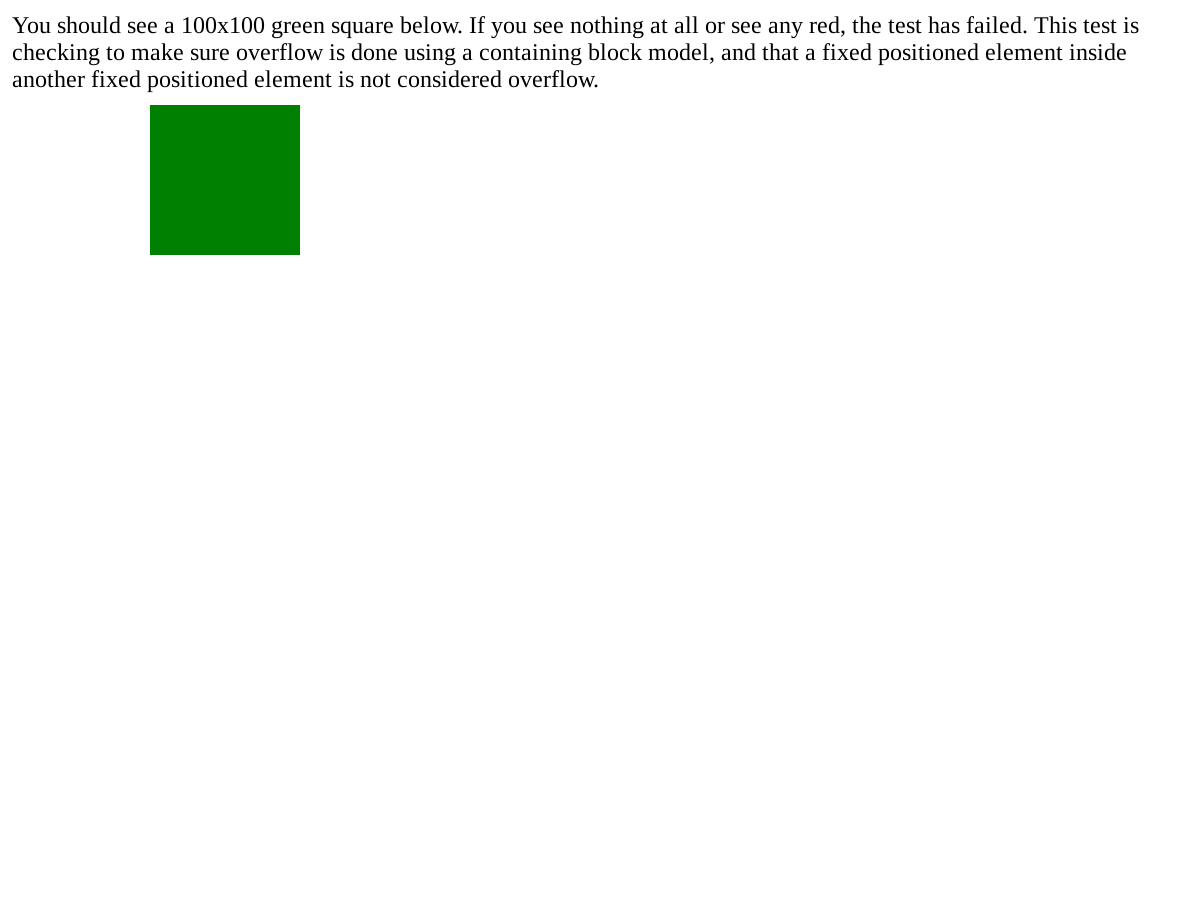 You should see a 100x100 green square below. If you see nothing at all or see any red, the test has failed. This test is
checking to make sure overflow is done using a containing block model, and that a fixed positioned element inside
another fixed positioned element is not considered overflow.